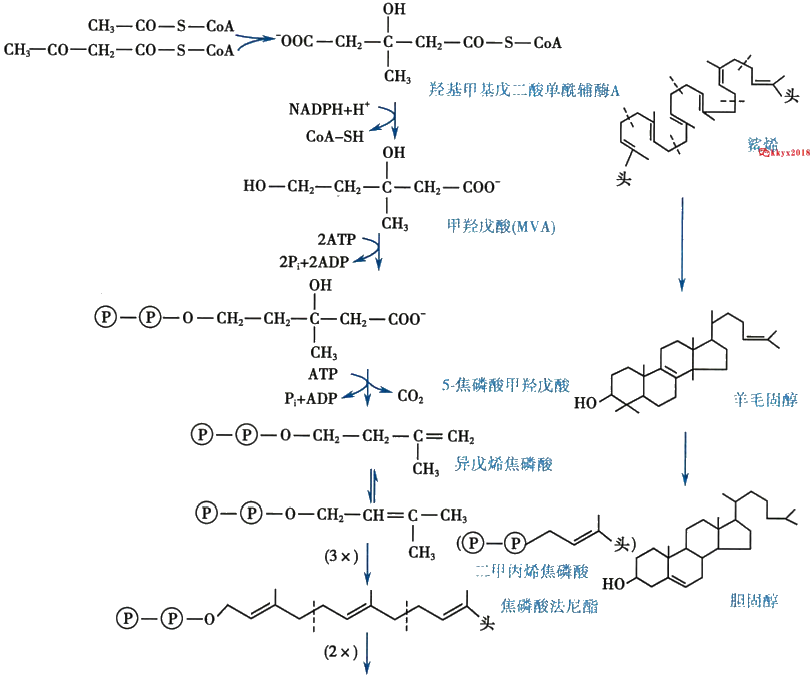 CH₃—CO—S—CoA
CH₃—CO—CH₂—CO—S—CoA
OH
⁻OOC—CH₂—C—CH₂—CO—S—CoA
CH₃
羟基甲基戊二酸单酰辅酶A
NADPH+H⁺
CoA-SH
OH
HO—CH₂—CH₂—C—CH₂—COO⁻
CH₃
甲羟戊酸(MVA)
2ATP
2Pᵢ+2ADP
OH
P—P—O—CH₂—CH₂—C—CH₂—COO⁻
CH₃
5-焦磷酸甲羟戊酸
ATP
Pᵢ+ADP
CO₂
P—P—O—CH₂—CH₂—C=CH₂
CH₃
异戊烯焦磷酸
P—P—O—CH₂—CH=C—CH₃
CH₃
(P—P 头)
二甲丙烯焦磷酸
(3×)
P—P—O 头
焦磷酸法尼酯
(2×)
头
头
鲨烯
kkyx2018
HO
羊毛固醇
HO
胆固醇